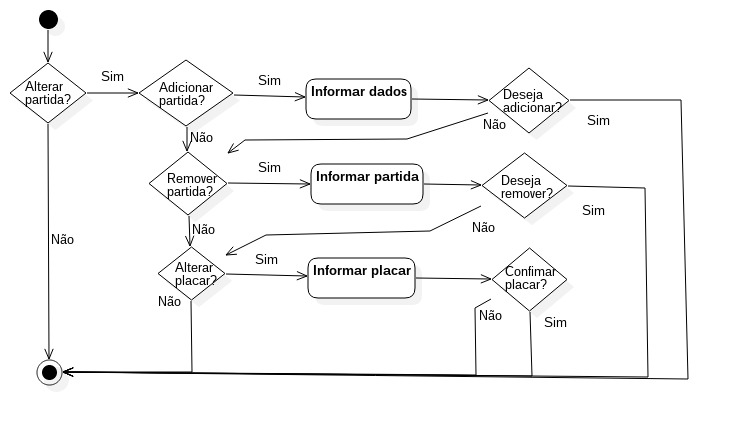 Alterar
partida?
Sim
Adicionar
partida?
Sim
Informar dados
Deseja
adicionar?
Sim
Não
Não
Remover
partida?
Sim
Informar partida
Deseja
remover?
Sim
Não
Não
Não
Alterar
placar?
Sim
Informar placar
Confimar
placar?
Não
Não
Sim